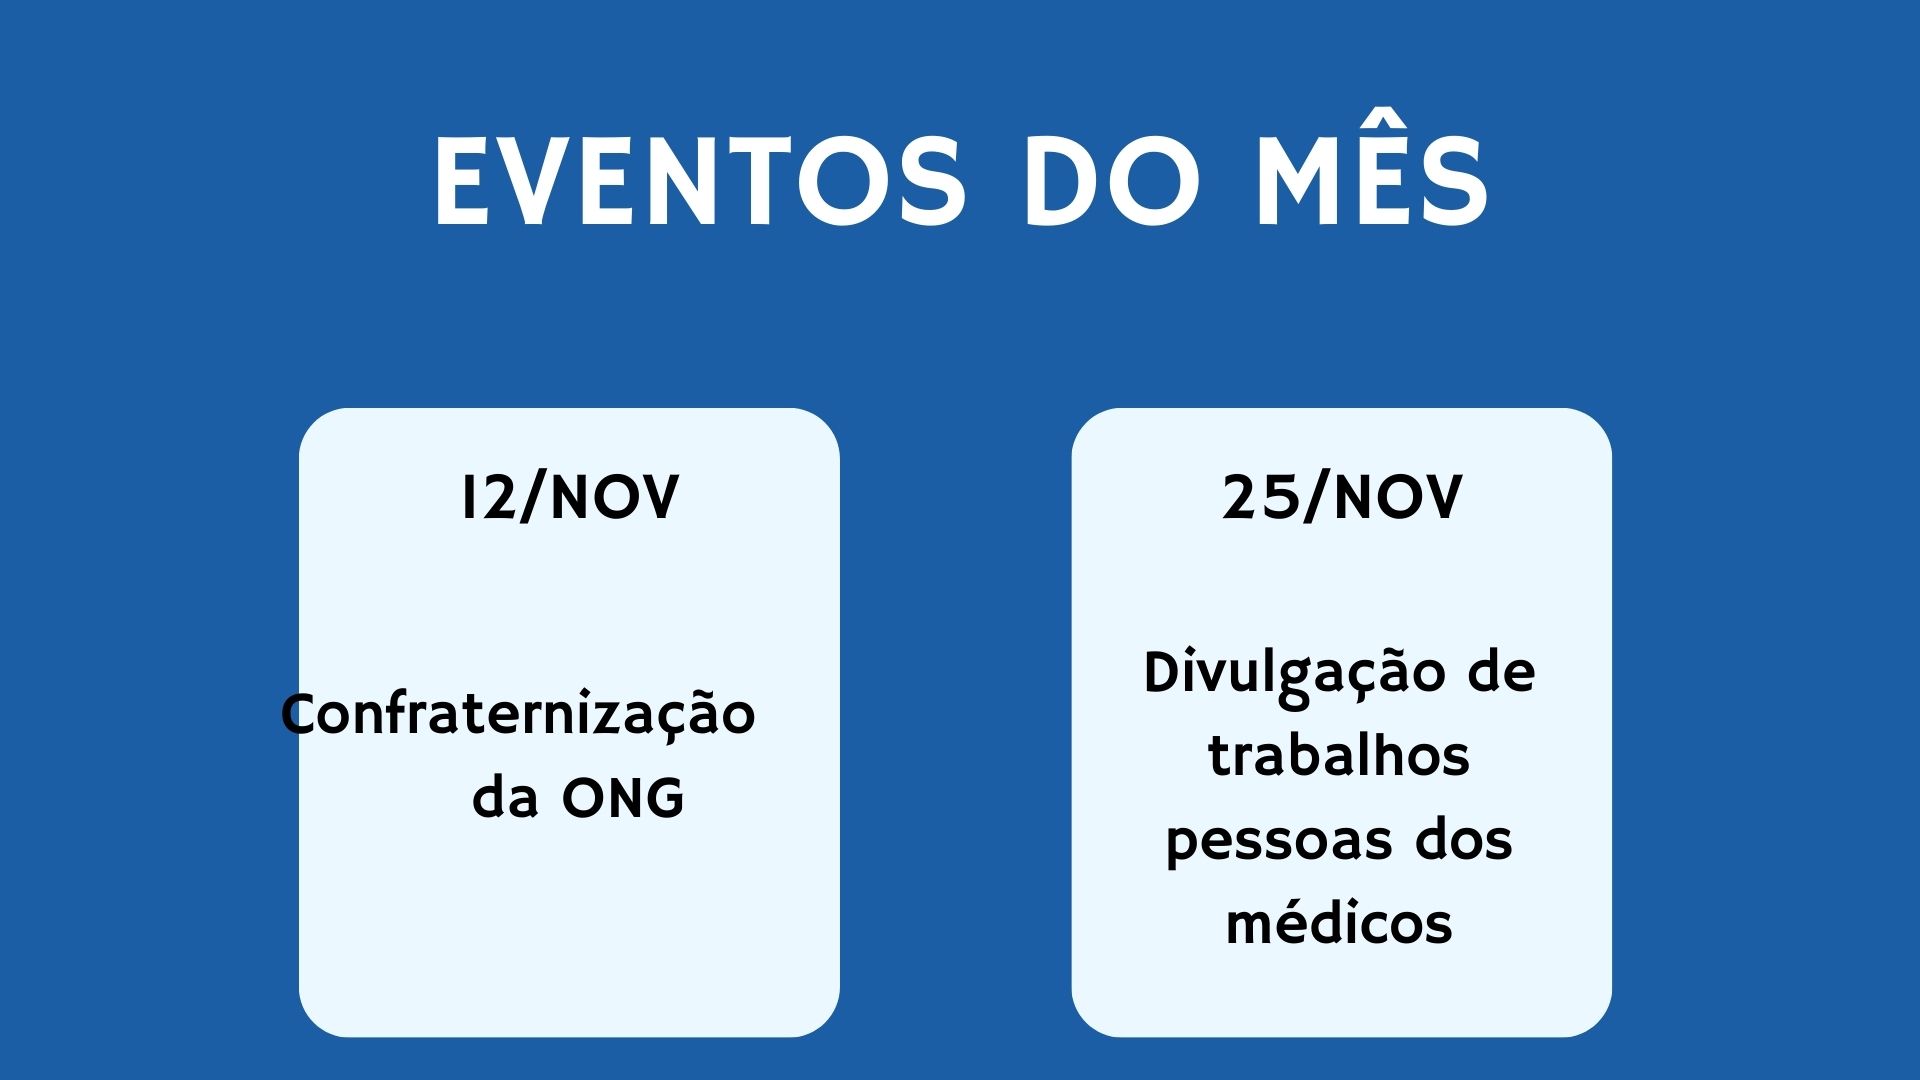 EVENTOS DO MÊS
12/NOV
Confraternização
da ONG
25/NOV
Divulgação de
trabalhos
pessoas dos
médicos